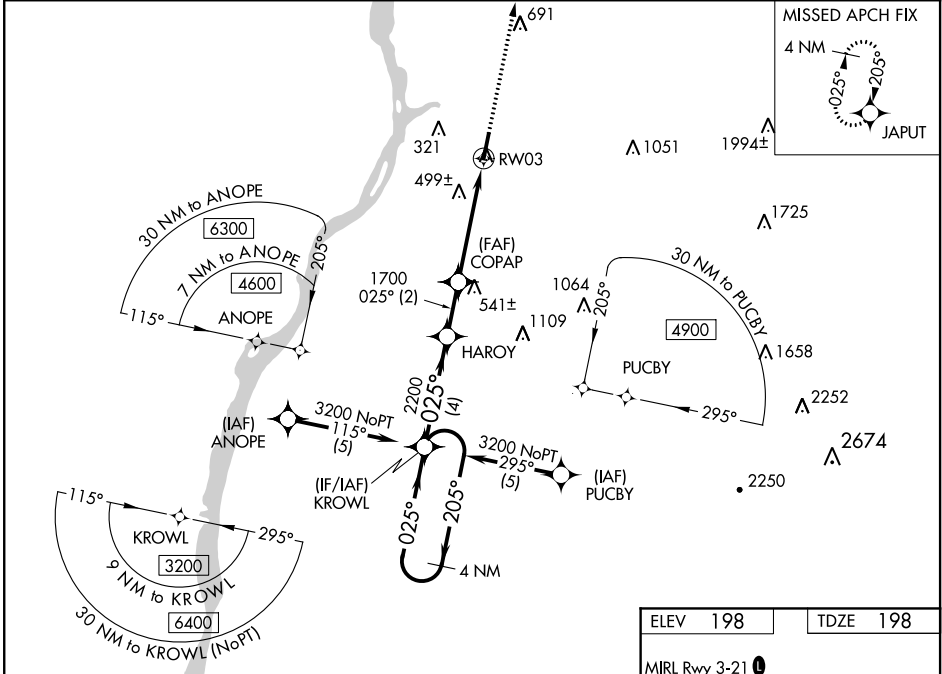 MISSED APCH FIX
4 NM
025°
205°
JAPUT
691
321
RW03
1051
1994±
499±
1725
30 NM to ANOPE
6300
7 NM to ANOPE
4600
205°
115°
ANOPE
(FAF)
COPAP
1700
025° (2)
541±
HAROY
1109
1064
30 NM to PUCBY
205°
4900
PUCBY
295°
1658
2252
2674
2250
(IAF)
ANOPE
3200 NoPT
115°
(5)
2200
025°
(4)
(IF/IAF)
KROWL
3200 NoPT
295°
(5)
(IAF)
PUCBY
025°
205°
4 NM
115°
295°
KROWL
3200
9 NM to KROWL
6400
30 NM to KROWL (NoPT)
ELEV 198
TDZE 198
MIRL Rwy 3-21 L